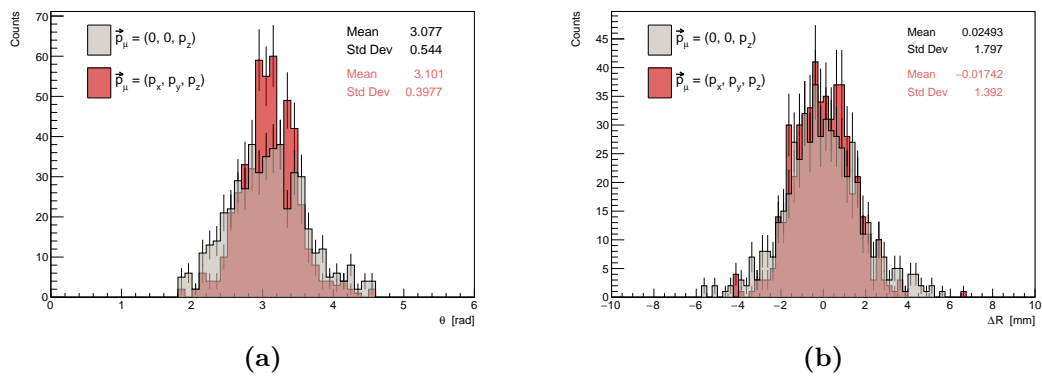 Counts
70
60
50
40
30
20
10
0
p⃗μ = (0, 0, pz)
p⃗μ = (px, py, pz)
Mean 3.077
Std Dev 0.544
Mean 3.101
Std Dev 0.3977
0 1 2 3 4 5 6
θ [rad]
(a)
Counts
45
40
35
30
25
20
15
10
5
0
p⃗μ = (0, 0, pz)
p⃗μ = (px, py, pz)
Mean 0.02493
Std Dev 1.797
Mean −0.01742
Std Dev 1.392
−10 −8 −6 −4 −2 0 2 4 6 8 10
ΔR [mm]
(b)